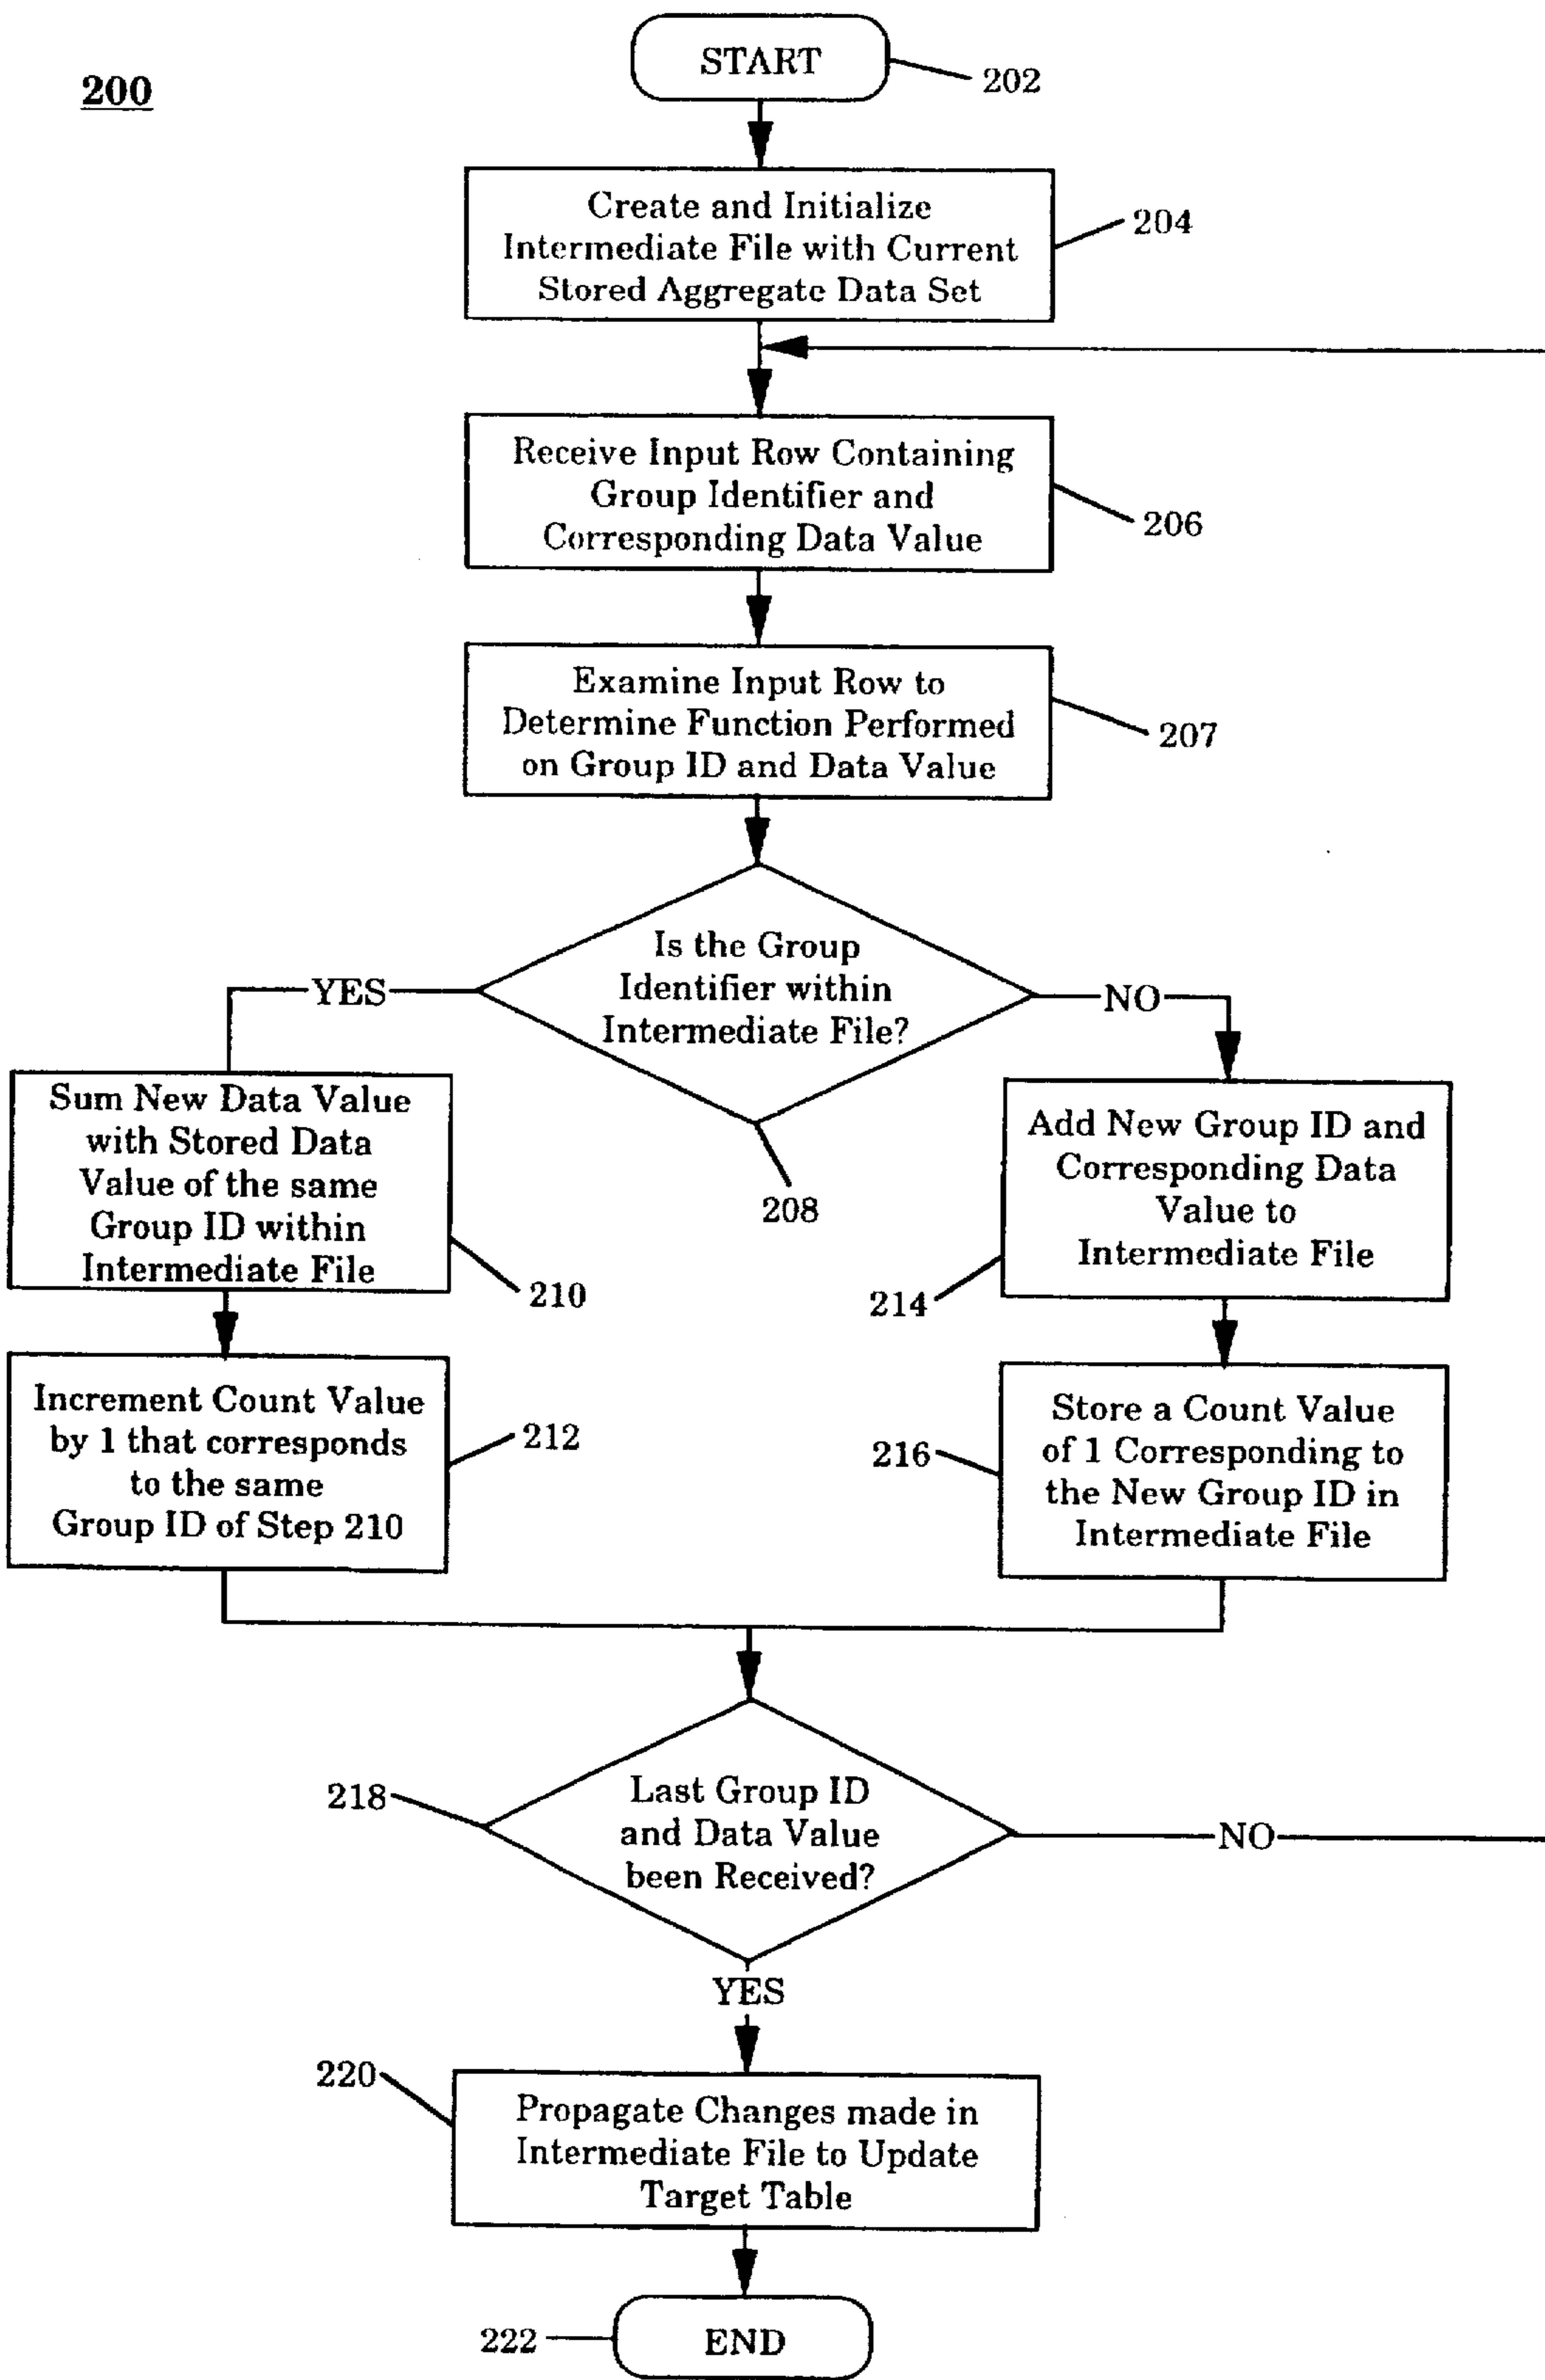 200
START
202
Create and Initialize
Intermediate File with Current
Stored Aggregate Data Set
204
Receive Input Row Containing
Group Identifier and
Corresponding Data Value
206
Examine Input Row to
Determine Function Performed
on Group ID and Data Value
207
Is the Group
Identifier within
Intermediate File?
208
YES
NO
Sum New Data Value
with Stored Data
Value of the same
Group ID within
Intermediate File
210
Add New Group ID and
Corresponding Data
Value to
Intermediate File
214
Increment Count Value
by 1 that corresponds
to the same
Group ID of Step 210
212
Store a Count Value
of 1 Corresponding to
the New Group ID in
Intermediate File
216
Last Group ID
and Data Value
been Received?
218
NO
YES
Propagate Changes made in
Intermediate File to Update
Target Table
220
END
222